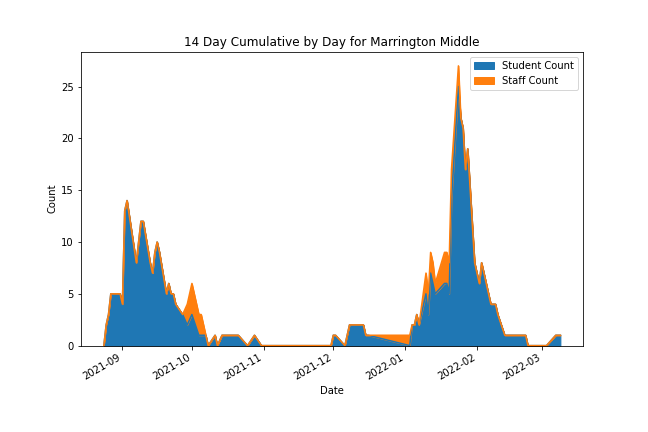 14 Day Cumulative by Day for Marrington Middle
Student Count
Staff Count
Count
25
20
15
10
5
0
2021-09
2021-10
2021-11
2021-12
2022-01
2022-02
2022-03
Date